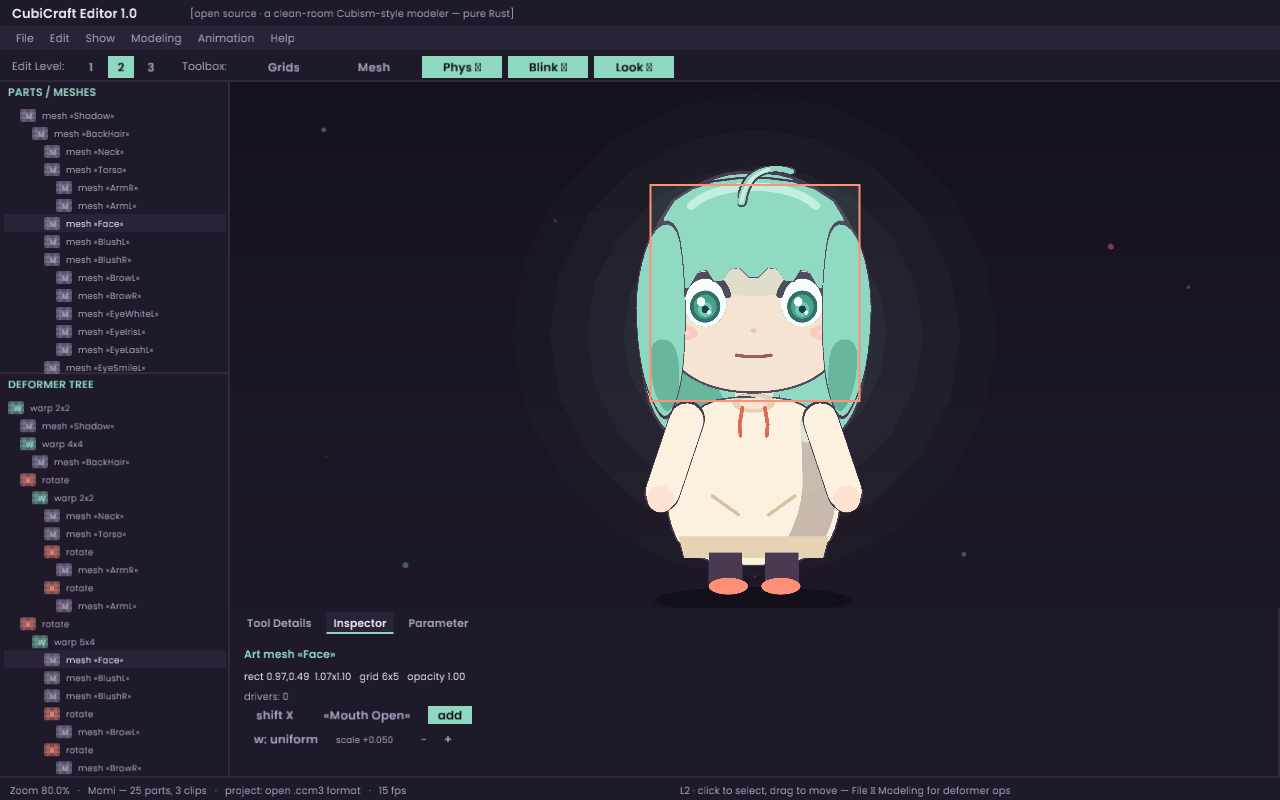 CubiCraft Editor 1.0 [open source · a clean-room Cubism-style modeler — pure Rust]
File Edit Show Modeling Animation Help
Edit Level: 1 2 3 Toolbox: Grids Mesh Phys Blink Look
PARTS / MESHES
M mesh «Shadow»
M mesh «BackHair»
M mesh «Neck»
M mesh «Torso»
M mesh «ArmR»
M mesh «ArmL»
M mesh «Face»
M mesh «BlushL»
M mesh «BlushR»
M mesh «BrowL»
M mesh «BrowR»
M mesh «EyeWhiteL»
M mesh «EyeIrisL»
M mesh «EyeLashL»
M mesh «EyeSmileL»
DEFORMER TREE
W warp 2x2
M mesh «Shadow»
W warp 4x4
M mesh «BackHair»
rotate
W warp 2x2
M mesh «Neck»
M mesh «Torso»
rotate
M mesh «ArmR»
rotate
M mesh «ArmL»
rotate
W warp 5x4
M mesh «Face»
M mesh «BlushL»
M mesh «BlushR»
rotate
M mesh «BrowL»
rotate
M mesh «BrowR»
Tool Details Inspector Parameter
Art mesh «Face»
rect 0.97,0.49 1.07x1.10 grid 6x5 opacity 1.00
drivers: 0
shift X «Mouth Open» add
w: uniform scale +0.050 − +
Zoom 80.0% · Momi — 25 parts, 3 clips · project: open .ccm3 format · 15 fps
L2 · click to select, drag to move — File Modeling for deformer ops